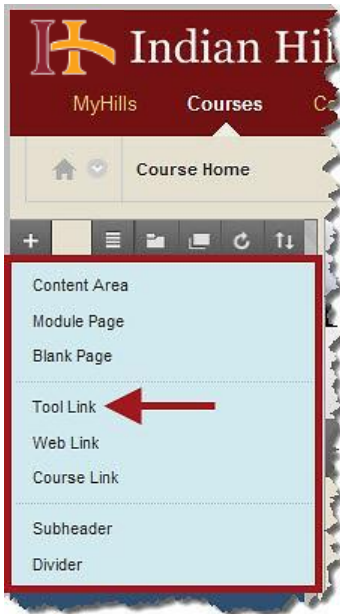 Indian Hil
MyHills Courses
Course Home
Content Area
Module Page
Blank Page
Tool Link
Web Link
Course Link
Subheader
Divider